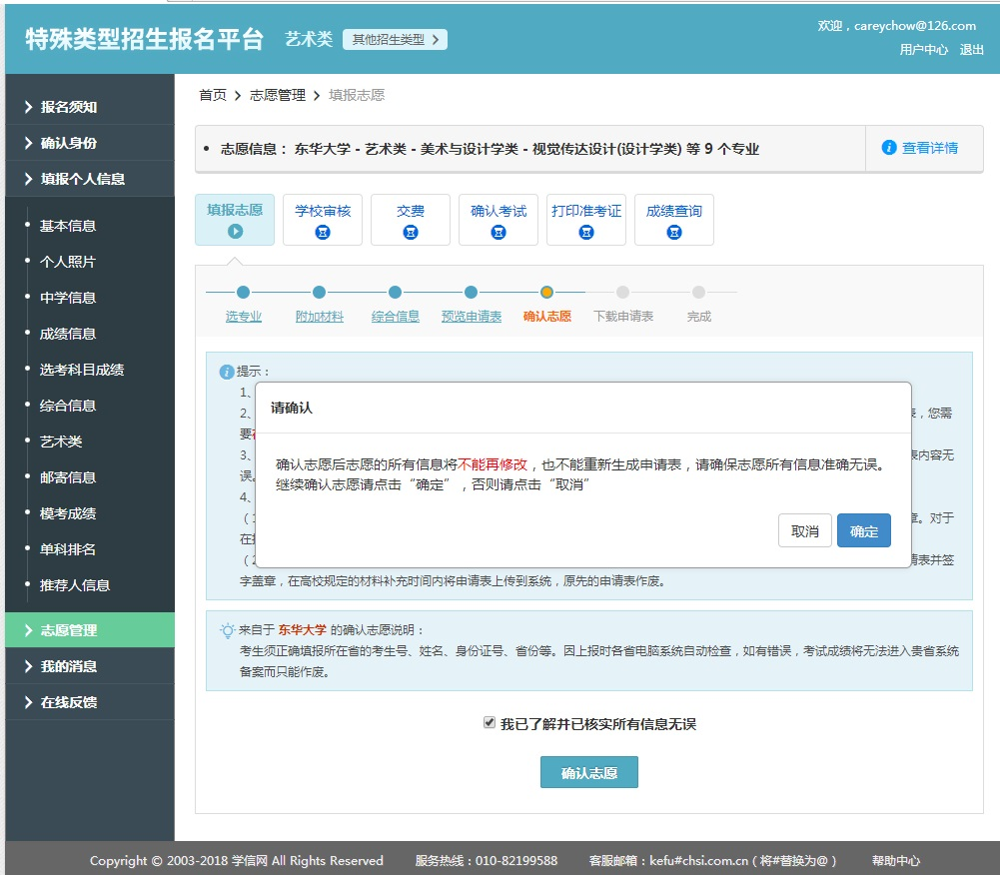 特殊类型招生报名平台 艺术类 其他招生类型
欢迎，careychow@126.com
用户中心 退出
报名须知
确认身份
填报个人信息
基本信息
个人照片
中学信息
成绩信息
选考科目成绩
综合信息
艺术类
邮寄信息
模考成绩
单科排名
推荐人信息
志愿管理
我的消息
在线反馈
首页 > 志愿管理 > 填报志愿
• 志愿信息： 东华大学 - 艺术类 - 美术与设计学类 - 视觉传达设计(设计学类) 等 9 个专业
查看详情
填报志愿 学校审核 交费 确认考试 打印准考证 成绩查询
选专业 附加材料 综合信息 预览申请表 确认志愿 下载申请表 完成
提示：
1、
2、 ，您需
要
3、 表内容无
误。
4、
章。对于
在
请表并签
字盖章，在高校规定的材料补充时间内将申请表上传到系统，原先的申请表作废。
请确认
确认志愿后志愿的所有信息将不能再修改，也不能重新生成申请表，请确保志愿所有信息准确无误。
继续确认志愿请点击“确定”，否则请点击“取消”
取消 确定
来自于 东华大学 的确认志愿说明：
考生须正确填报所在省的考生号、姓名、身份证号、省份等。因上报时各省电脑系统自动检查，如有错误，考试成绩将无法进入贵省系统
备案而只能作废。
我已了解并已核实所有信息无误
确认志愿
Copyright © 2003-2018 学信网 All Rights Reserved 服务热线：010-82199588 客服邮箱：kefu#chsi.com.cn（将#替换为@） 帮助中心